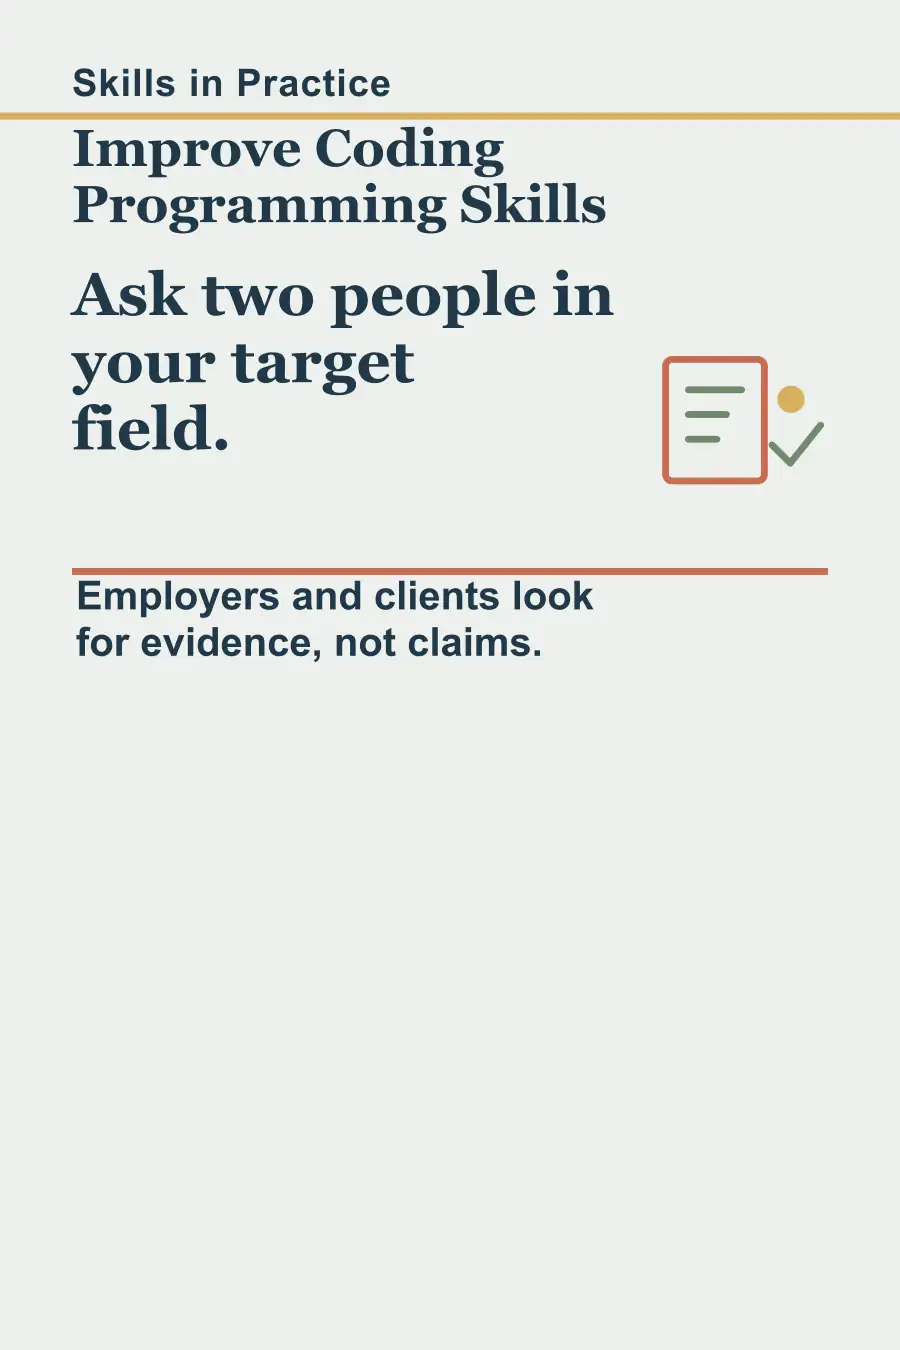 Skills in Practice
Improve Coding
Programming Skills
Ask two people in
your target
field.
Employers and clients look
for evidence, not claims.